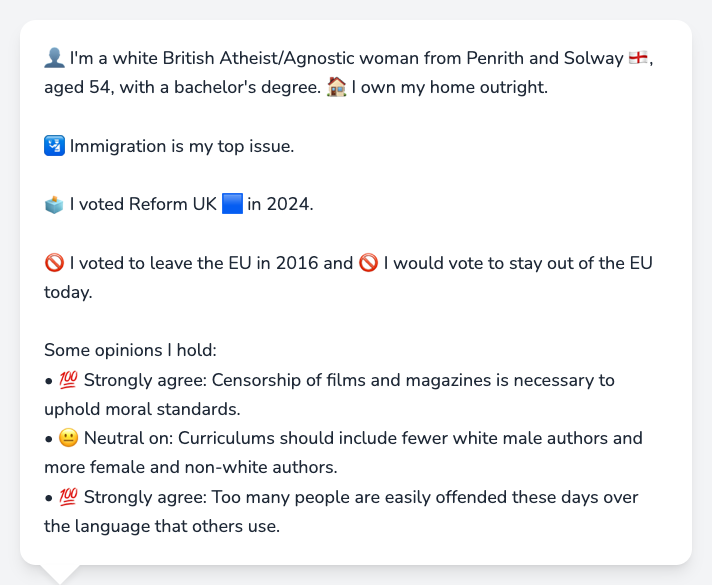 👤 I'm a white British Atheist/Agnostic woman from Penrith and Solway 🏴󠁧󠁢󠁥󠁮󠁧󠁿,
aged 54, with a bachelor's degree. 🏠 I own my home outright.
🛂 Immigration is my top issue.
🗳️ I voted Reform UK 🟦 in 2024.
🚫 I voted to leave the EU in 2016 and 🚫 I would vote to stay out of the EU
today.
Some opinions I hold:
• 💯 Strongly agree: Censorship of films and magazines is necessary to
uphold moral standards.
• 😐 Neutral on: Curriculums should include fewer white male authors and
more female and non-white authors.
• 💯 Strongly agree: Too many people are easily offended these days over
the language that others use.